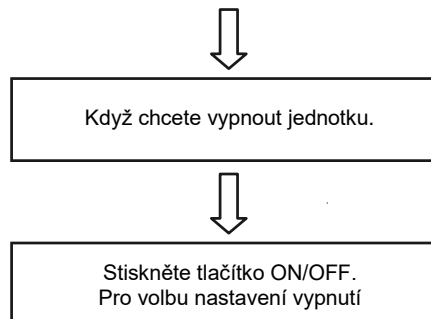 Když chcete vypnout jednotku.
Stiskněte tlačítko ON/OFF.
Pro volbu nastavení vypnutí